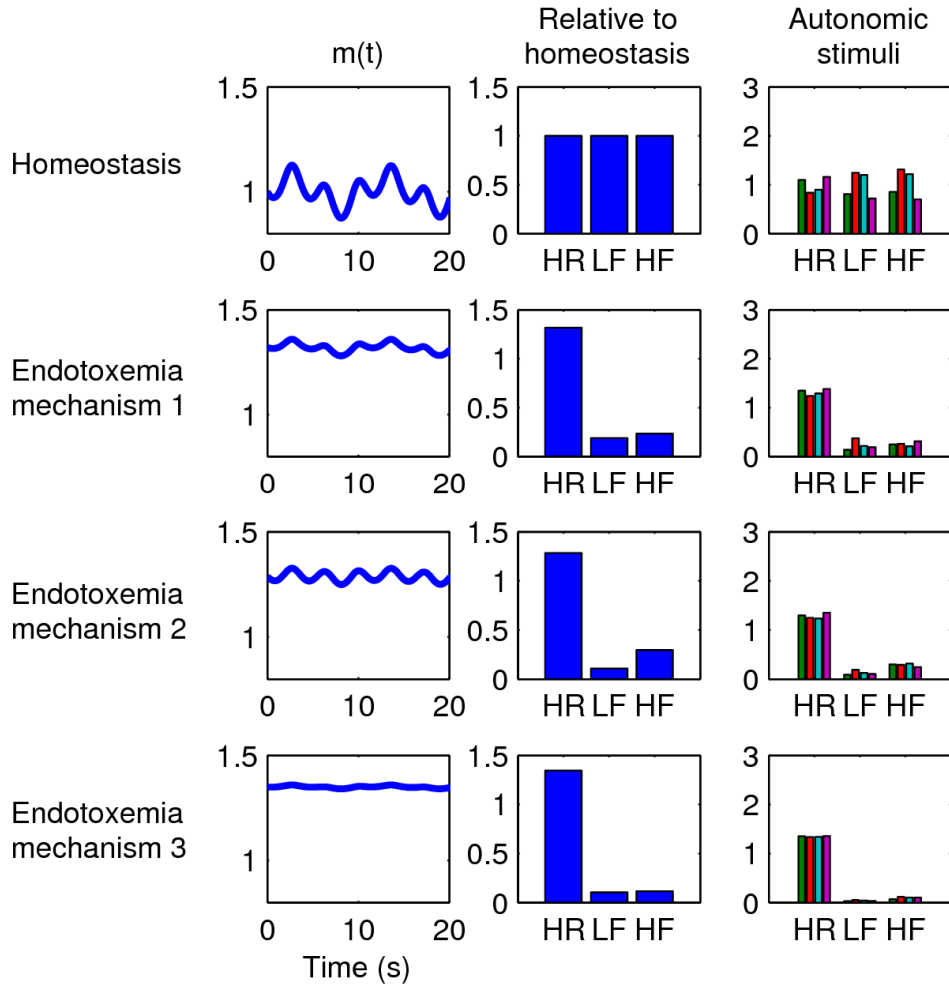 m(t)
Relative to
homeostasis
Autonomic
stimuli
Homeostasis
1.5
1
0 10 20
1.5
1
0.5
0
HR LF HF
3
2
1
0
HR LF HF
Endotoxemia
mechanism 1
1.5
1
0 10 20
1.5
1
0.5
0
HR LF HF
3
2
1
0
HR LF HF
Endotoxemia
mechanism 2
1.5
1
0 10 20
1.5
1
0.5
0
HR LF HF
3
2
1
0
HR LF HF
Endotoxemia
mechanism 3
1.5
1
0 10 20
Time (s)
1.5
1
0.5
0
HR LF HF
3
2
1
0
HR LF HF